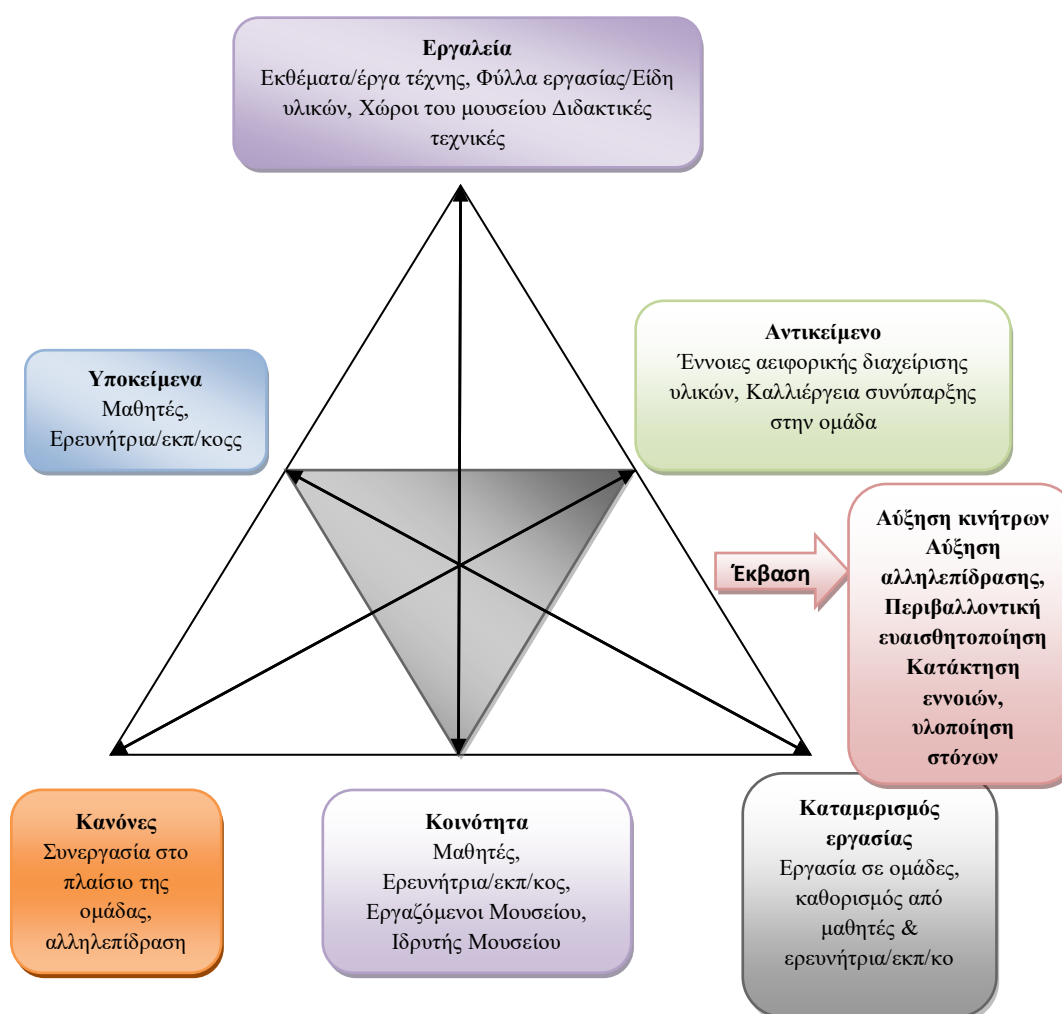 Εργαλεία
Εκθέματα/έργα τέχνης, Φύλλα εργασίας/Είδη
υλικών, Χώροι του μουσείου Διδακτικές
τεχνικές
Υποκείμενα
Μαθητές,
Ερευνήτρια/εκπ/κοςς
Αντικείμενο
Έννοιες αειφορικής διαχείρισης
υλικών, Καλλιέργεια συνύπαρξης
στην ομάδα
Έκβαση
Αύξηση κινήτρων
Αύξηση
αλληλεπίδρασης,
Περιβαλλοντική
ευαισθητοποίηση
Κατάκτηση
εννοιών,
υλοποίηση
στόχων
Κανόνες
Συνεργασία στο
πλαίσιο της
ομάδας,
αλληλεπίδραση
Κοινότητα
Μαθητές,
Ερευνήτρια/εκπ/κος,
Εργαζόμενοι Μουσείου,
Ιδρυτής Μουσείου
Καταμερισμός
εργασίας
Εργασία σε ομάδες,
καθορισμός από
μαθητές &
ερευνήτρια/εκπ/κο